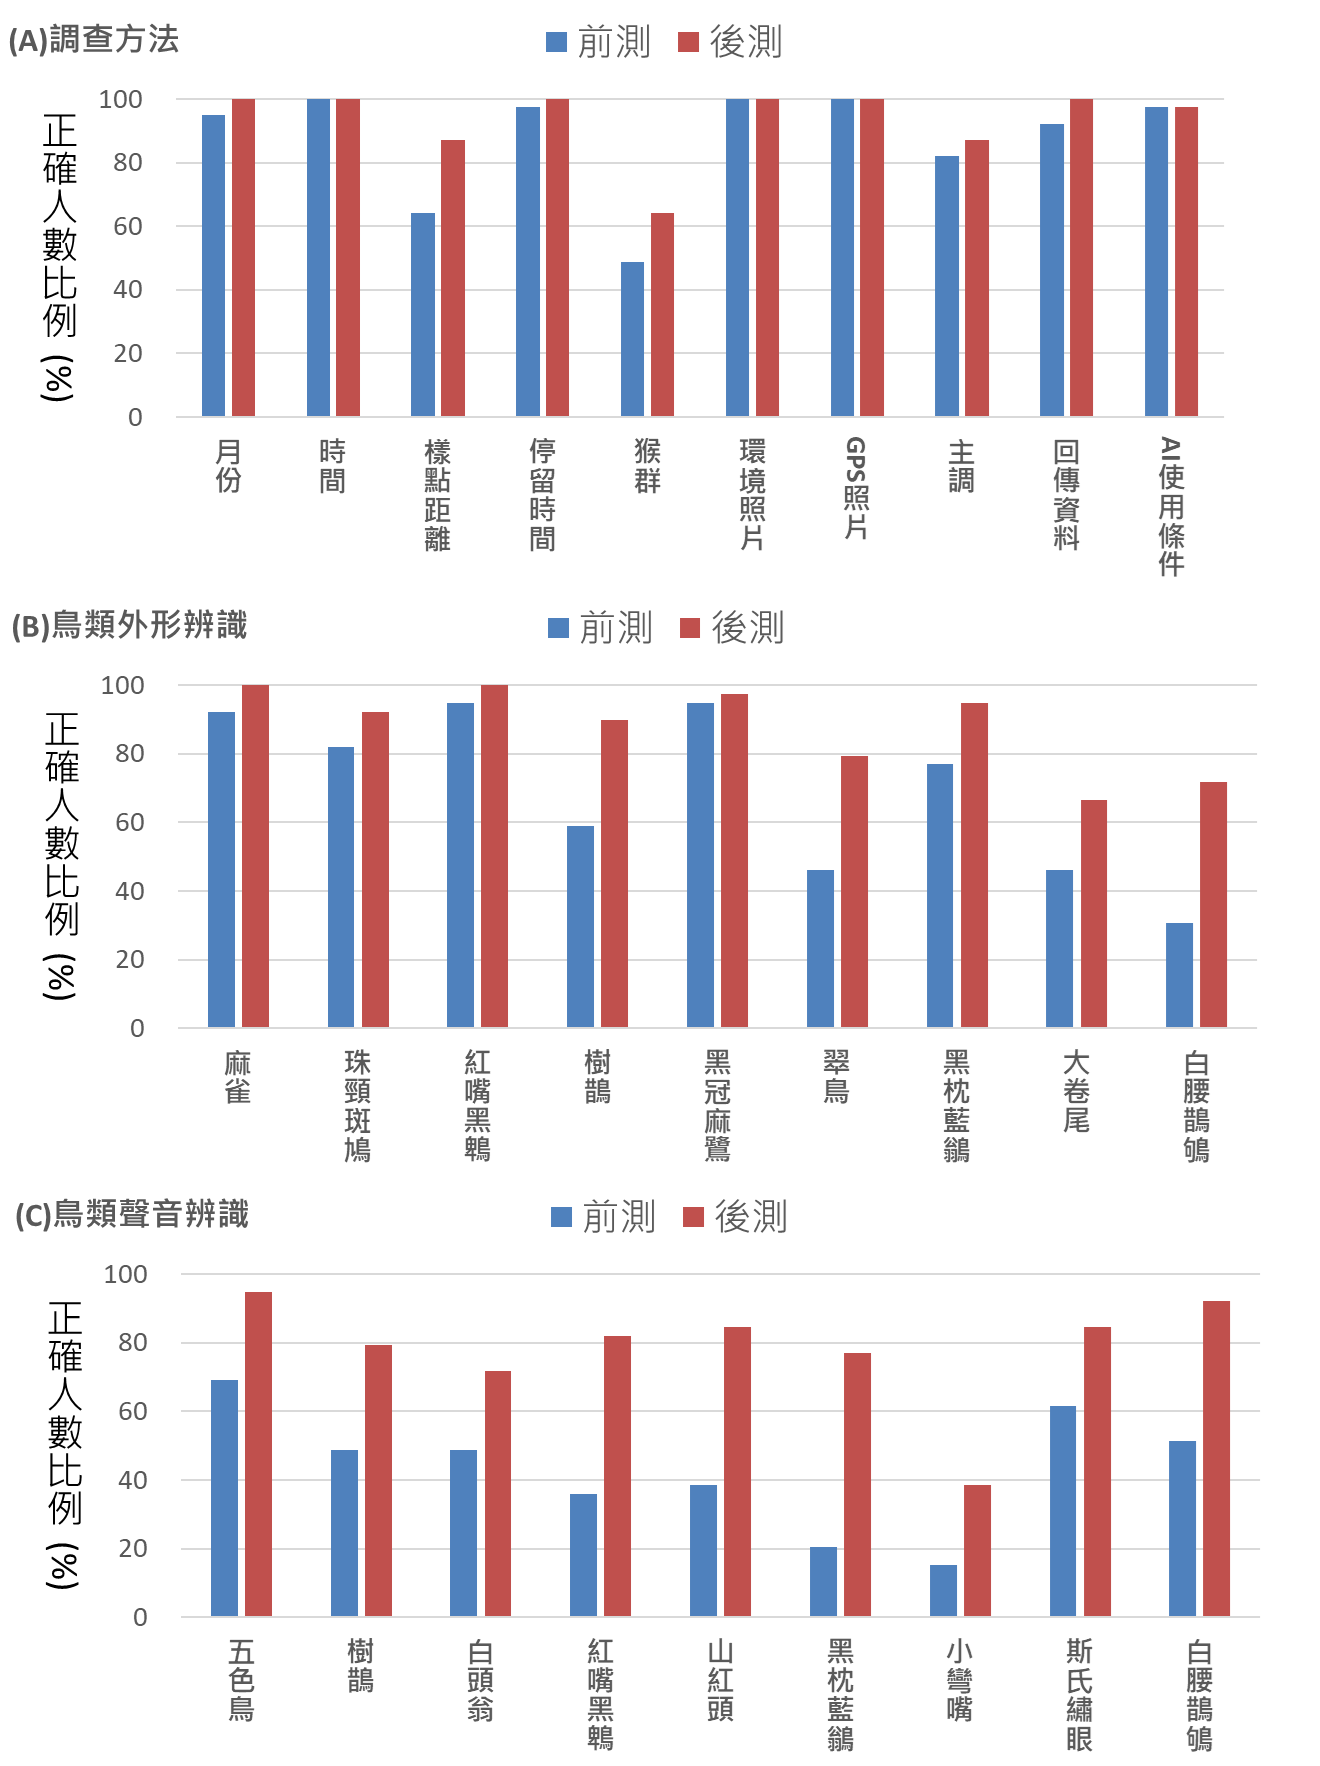 (A)調查方法
前測 後測
正確人數比例 (%)
100
80
60
40
20
0
月份
時間
樣點距離
停留時間
猴群
環境照片
GPS照片
主調
回傳資料
AI使用條件
(B)鳥類外形辨識
前測 後測
正確人數比例 (%)
100
80
60
40
20
0
麻雀
珠頸斑鳩
紅嘴黑鵯
樹鵲
黑冠麻鷺
翠鳥
黑枕藍鶲
大卷尾
白腰鵲鴝
(C)鳥類聲音辨識
前測 後測
正確人數比例 (%)
100
80
60
40
20
0
五色鳥
樹鵲
白頭翁
紅嘴黑鵯
山紅頭
黑枕藍鶲
小彎嘴
斯氏繡眼
白腰鵲鴝